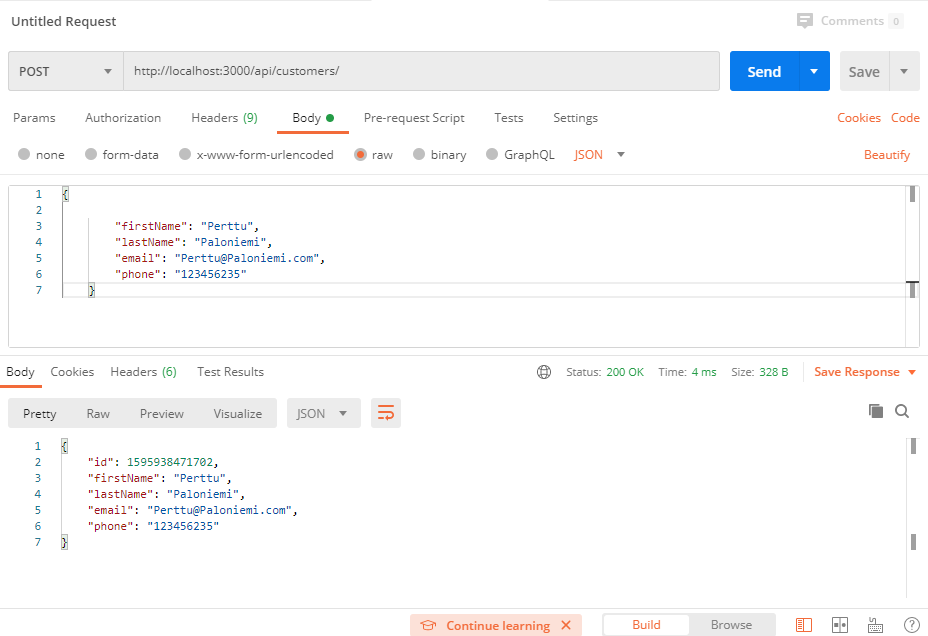 Untitled Request
Comments 0
POST http://localhost:3000/api/customers/ Send Save
Params Authorization Headers (9) Body Pre-request Script Tests Settings Cookies Code
none form-data x-www-form-urlencoded raw binary GraphQL JSON Beautify
1 {
2
3 "firstName": "Perttu",
4 "lastName": "Paloniemi",
5 "email": "Perttu@Paloniemi.com",
6 "phone": "123456235"
7 }
Body Cookies Headers (6) Test Results Status: 200 OK Time: 4 ms Size: 328 B Save Response
Pretty Raw Preview Visualize JSON
1 {
2 "id": 1595938471702,
3 "firstName": "Perttu",
4 "lastName": "Paloniemi",
5 "email": "Perttu@Paloniemi.com",
6 "phone": "123456235"
7 }
Continue learning Build Browse